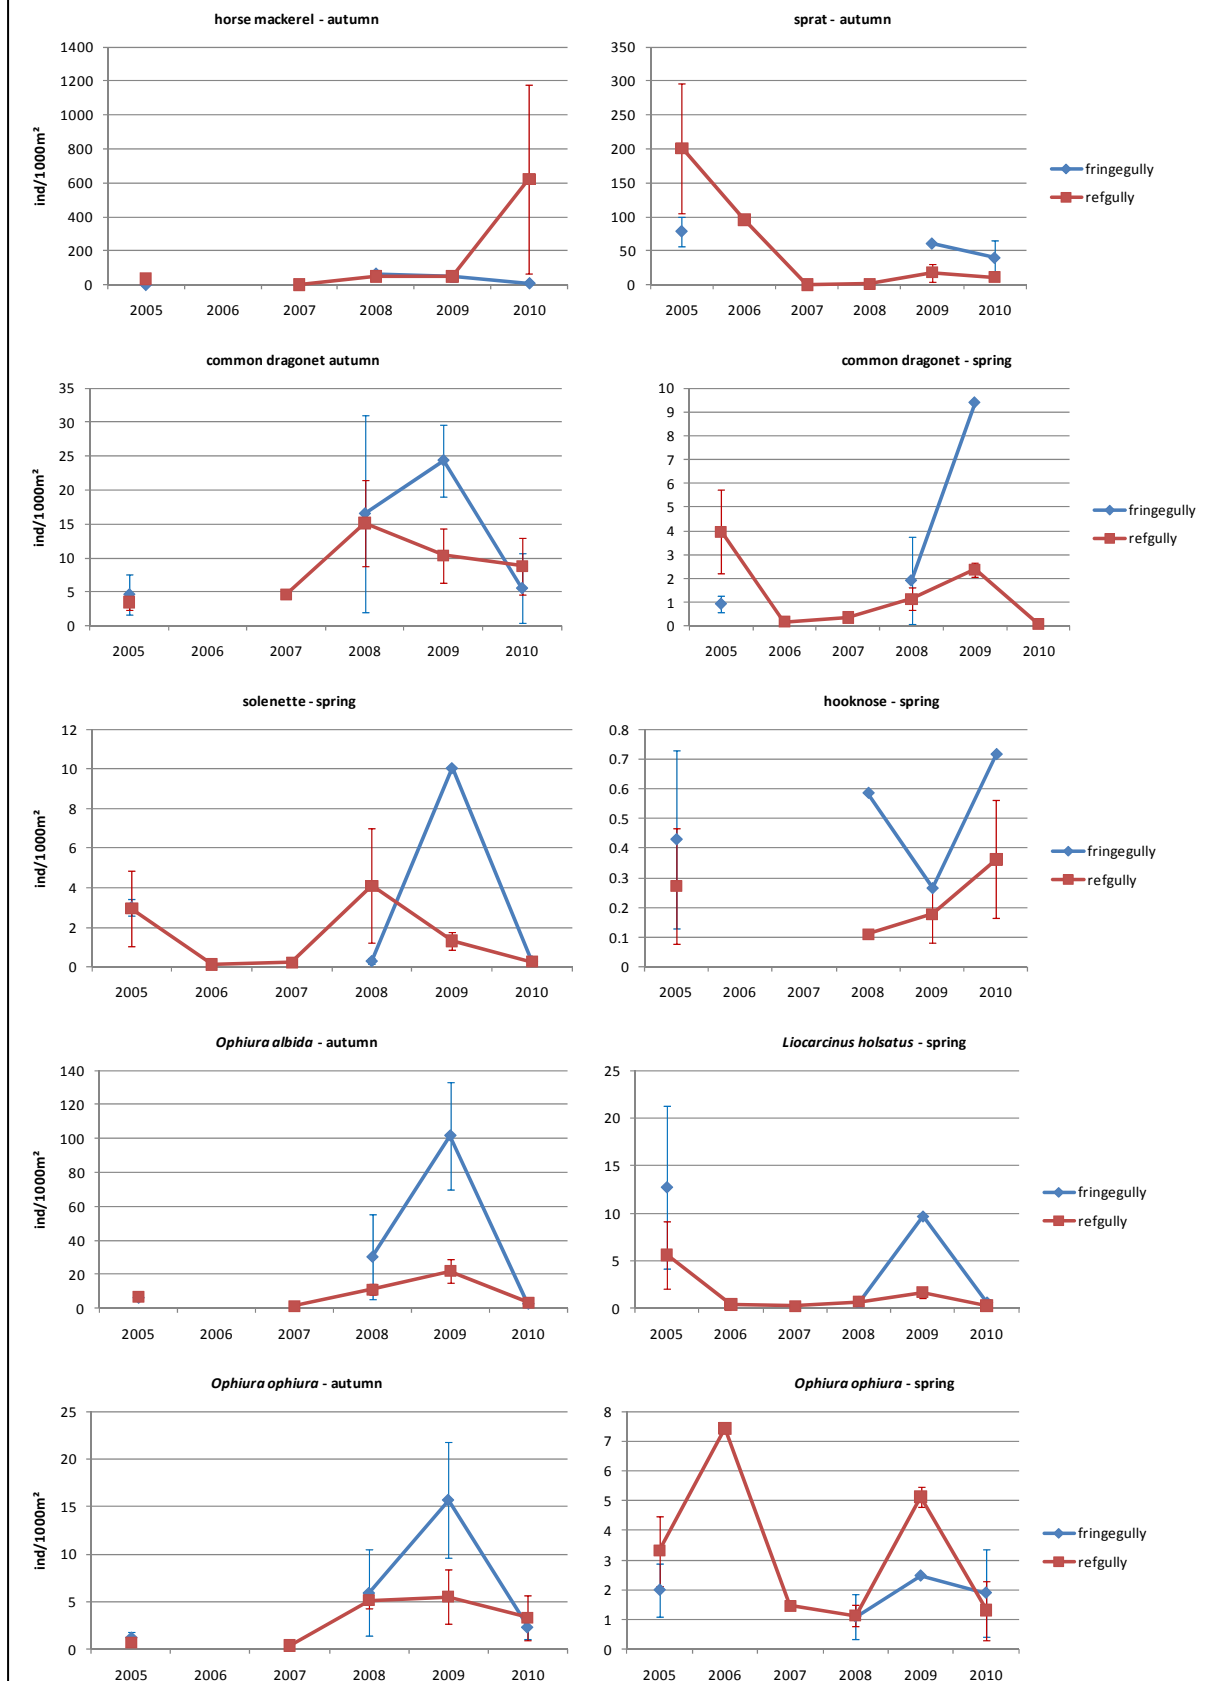 horse mackerel - autumn
1400
1200
1000
800
600
400
200
0
ind/1000m²
2005 2006 2007 2008 2009 2010
sprat - autumn
350
300
250
200
150
100
50
0
2005 2006 2007 2008 2009 2010
fringegully
refgully
common dragonet autumn
35
30
25
20
15
10
5
0
ind/1000m²
2005 2006 2007 2008 2009 2010
common dragonet - spring
10
9
8
7
6
5
4
3
2
1
0
2005 2006 2007 2008 2009 2010
fringegully
refgully
solenette - spring
12
10
8
6
4
2
0
ind/1000m²
2005 2006 2007 2008 2009 2010
hooknose - spring
0.8
0.7
0.6
0.5
0.4
0.3
0.2
0.1
0
2005 2006 2007 2008 2009 2010
fringegully
refgully
Ophiura albida - autumn
140
120
100
80
60
40
20
0
ind/1000m²
2005 2006 2007 2008 2009 2010
Liocarcinus holsatus - spring
25
20
15
10
5
0
2005 2006 2007 2008 2009 2010
fringegully
refgully
Ophiura ophiura - autumn
25
20
15
10
5
0
ind/1000m²
2005 2006 2007 2008 2009 2010
Ophiura ophiura - spring
8
7
6
5
4
3
2
1
0
2005 2006 2007 2008 2009 2010
fringegully
refgully